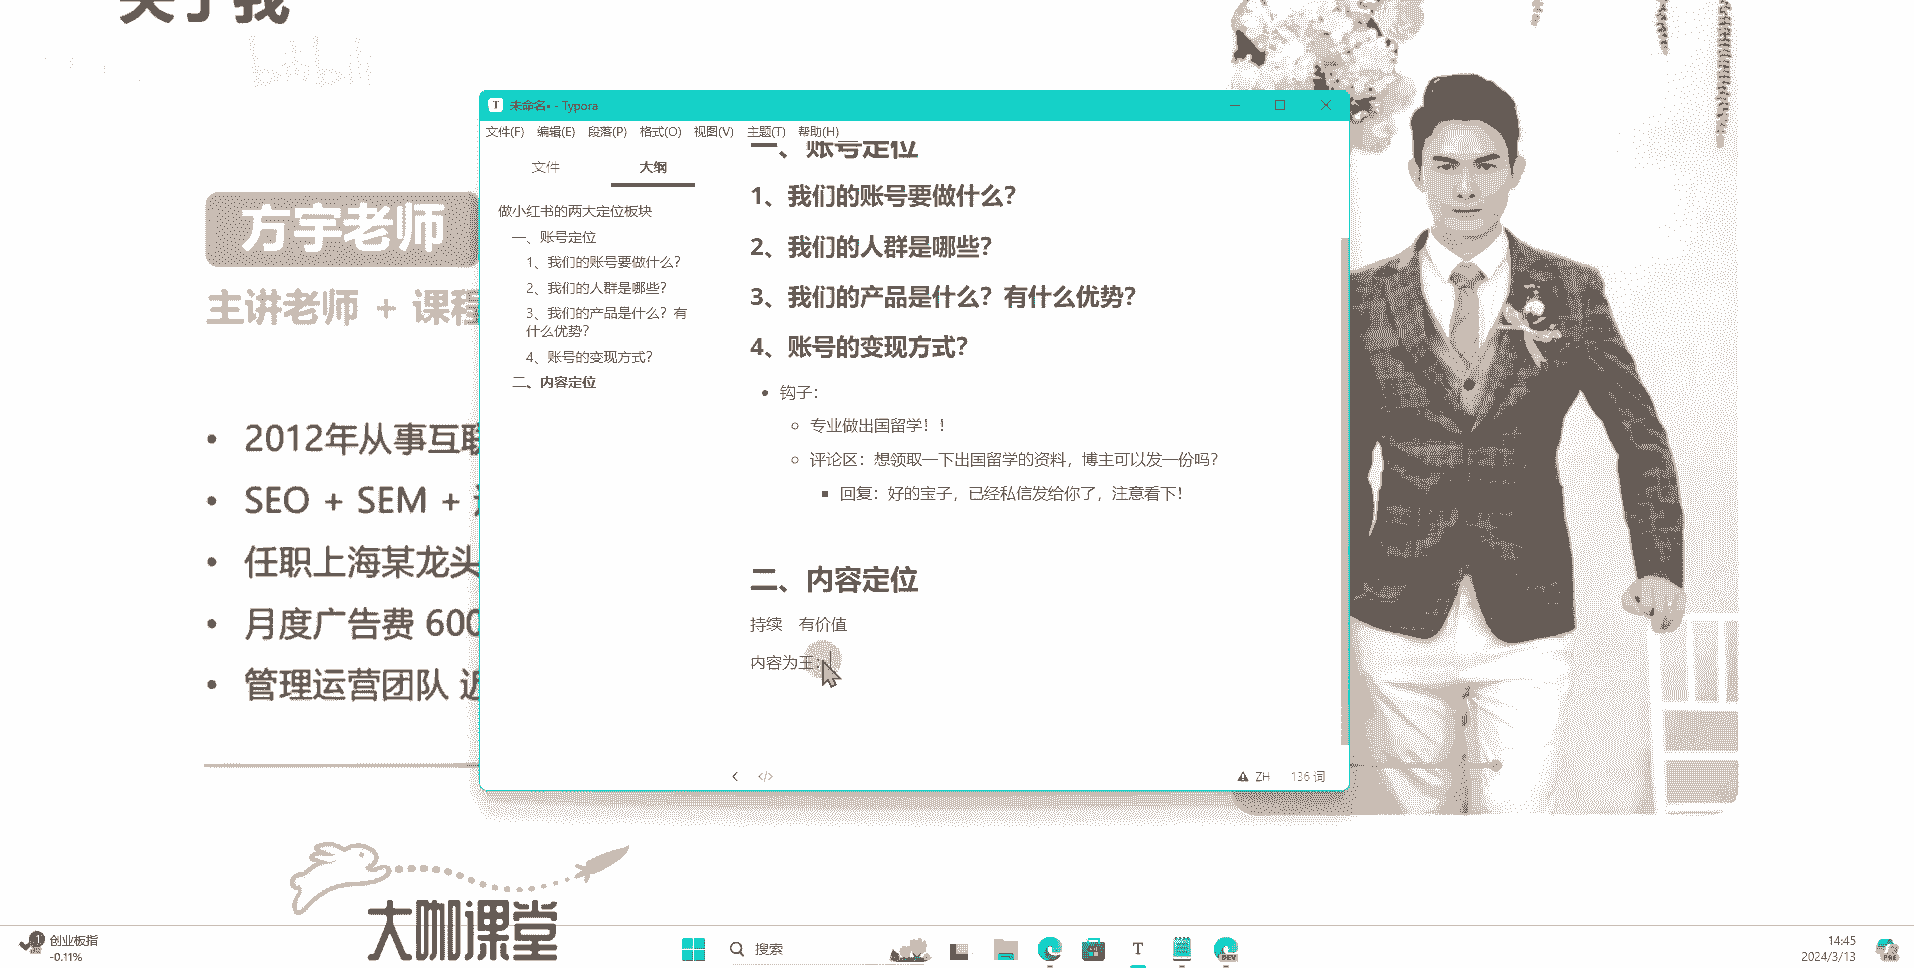 关于我
bilibili
方宇老师
主讲老师 + 课程
• 2012年从事互联
• SEO + SEM +
• 任职上海某龙头
• 月度广告费 600
• 管理运营团队 近
大咖课堂
T 未命名• - Typora
文件(F) 编辑(E) 段落(P) 格式(O) 视图(V) 主题(T) 帮助(H)
文件 大纲
做小红书的两大定位板块
一、账号定位
1、我们的账号要做什么？
2、我们的人群是哪些？
3、我们的产品是什么？有
什么优势？
4、账号的变现方式？
二、内容定位
一、账号定位
1、我们的账号要做什么？
2、我们的人群是哪些？
3、我们的产品是什么？有什么优势？
4、账号的变现方式？
• 钩子：
专业做出国留学！！
评论区：想领取一下出国留学的资料，博主可以发一份吗？
回复：好的宝子，已经私信发给你了，注意看下！
二、内容定位
持续 有价值
内容为王：
</> ZH 136 词
1 创业板指
-0.11%
搜索
T
DEV
14:45
2024/3/13
PRE